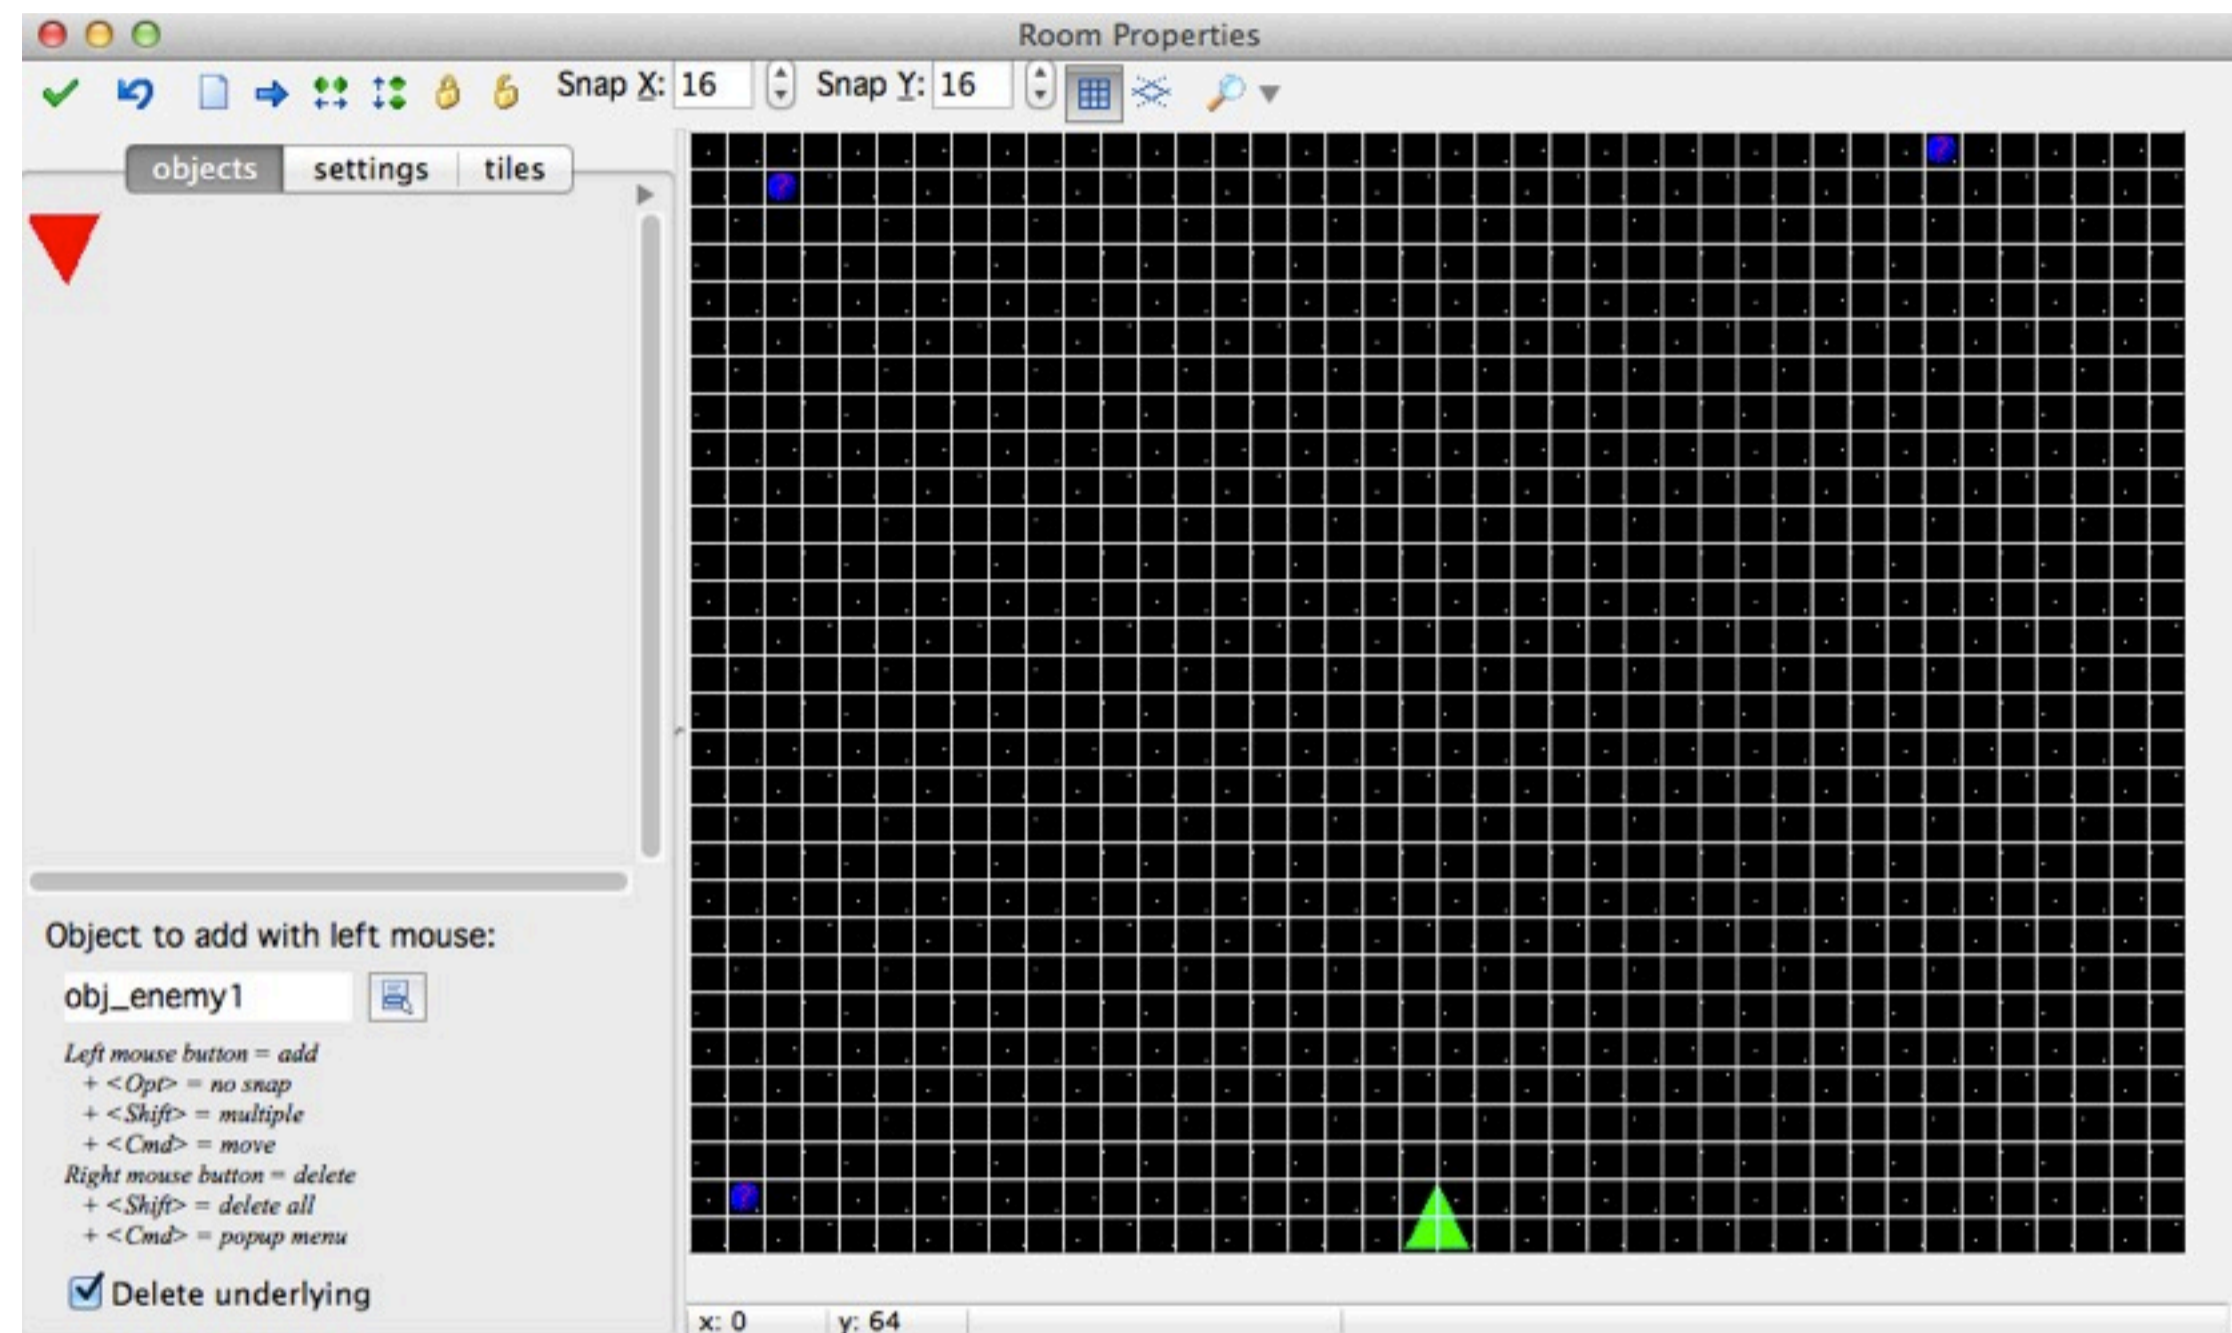 Room Properties
Snap X: 16 Snap Y: 16
objects settings tiles
?
?
?
Object to add with left mouse:
obj_enemy1
Left mouse button = add
+ <Opt> = no snap
+ <Shift> = multiple
+ <Cmd> = move
Right mouse button = delete
+ <Shift> = delete all
+ <Cmd> = popup menu
Delete underlying
x: 0 y: 64